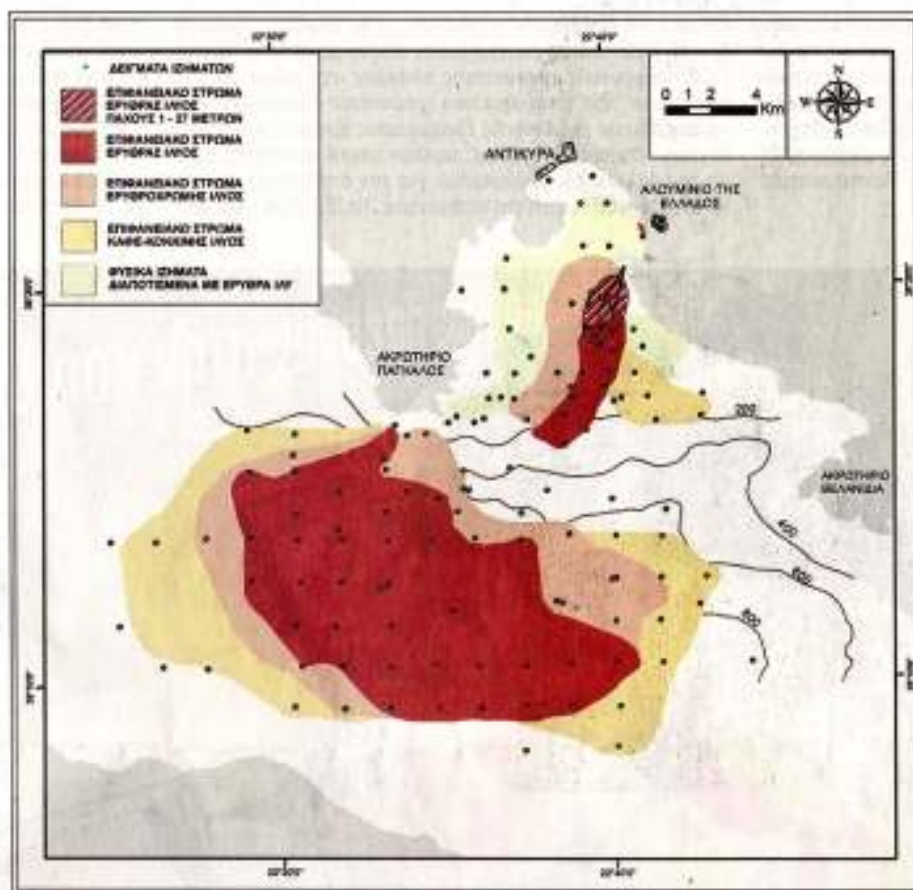 ΔΕΙΓΜΑΤΑ ΙΖΗΜΑΤΩΝ
ΕΠΙΦΑΝΕΙΑΚΟ ΣΤΡΩΜΑ
ΕΡΥΘΡΑΣ ΙΛΥΟΣ
ΠΑΧΟΥΣ 1 - 27 ΜΕΤΡΩΝ
ΕΠΙΦΑΝΕΙΑΚΟ ΣΤΡΩΜΑ
ΕΡΥΘΡΑΣ ΙΛΥΟΣ
ΕΠΙΦΑΝΕΙΑΚΟ ΣΤΡΩΜΑ
ΕΡΥΘΡΟΧΡΩΜΗΣ ΙΛΥΟΣ
ΕΠΙΦΑΝΕΙΑΚΟ ΣΤΡΩΜΑ
ΚΑΦΕ-ΚΟΚΚΙΝΗΣ ΙΛΥΟΣ
ΦΥΣΙΚΑ ΙΖΗΜΑΤΑ
ΔΙΑΠΟΤΙΣΜΕΝΑ ΜΕ ΕΡΥΘΡΑ ΙΛΥ
0 1 2 4
Km
N
W E
S
ΑΝΤΙΚΥΡΑ
ΑΛΟΥΜΙΝΙΟ ΤΗΣ
ΕΛΛΑΔΟΣ
ΑΚΡΩΤΗΡΙΟ
ΠΑΓΚΑΛΟΣ
200
ΑΚΡΩΤΗΡΙΟ
ΒΕΛΑΝΙΔΙΑ
400
600
800